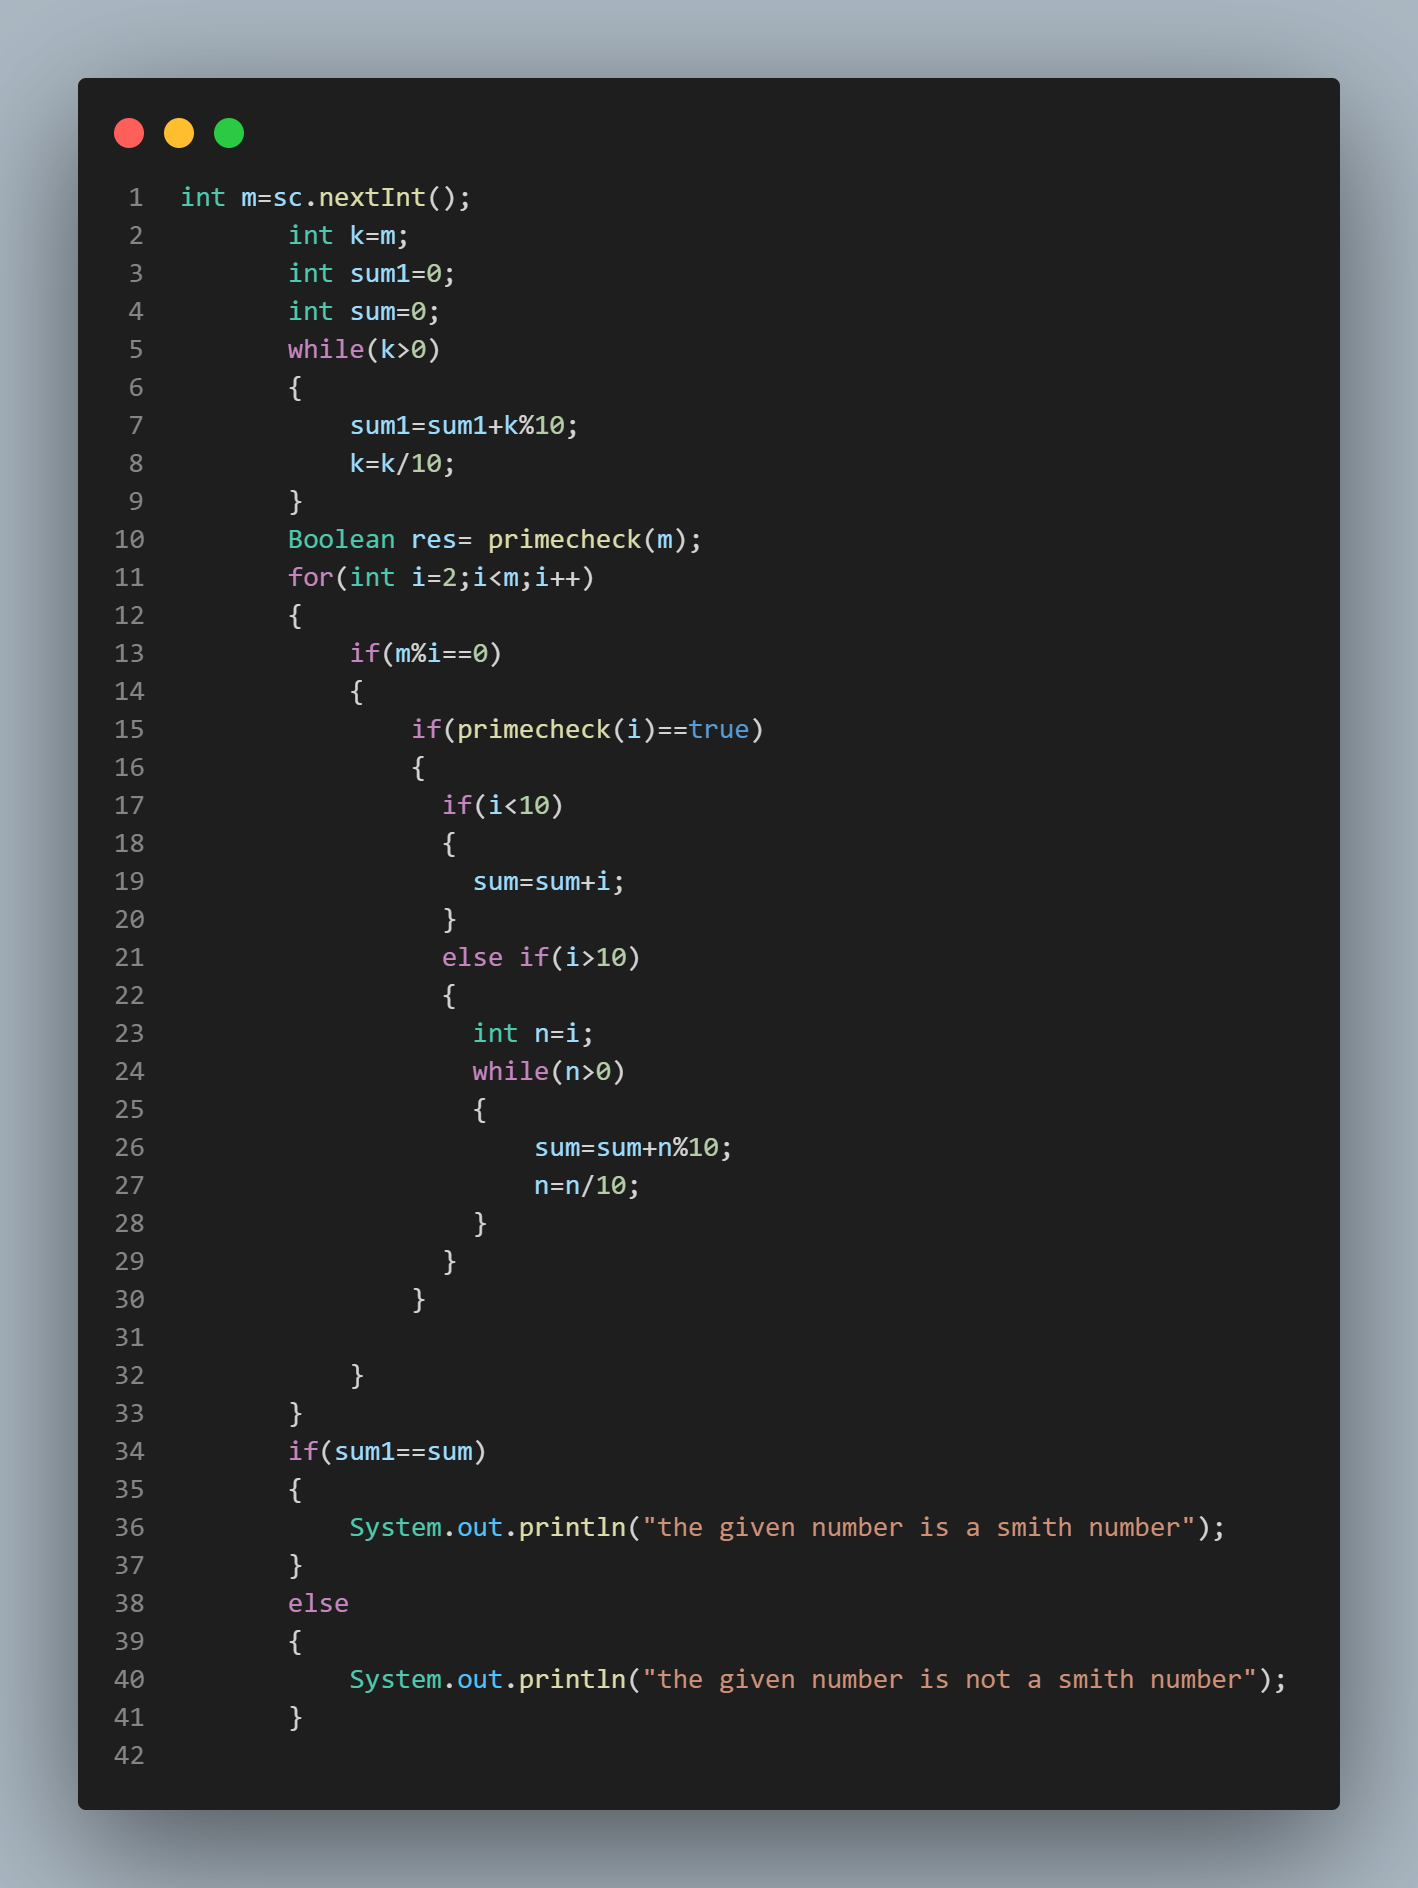 1 int m=sc.nextInt();
2         int k=m;
3         int sum1=0;
4         int sum=0;
5         while(k>0)
6         {
7             sum1=sum1+k%10;
8             k=k/10;
9         }
10         Boolean res= primecheck(m);
11         for(int i=2;i<m;i++)
12         {
13             if(m%i==0)
14             {
15                 if(primecheck(i)==true)
16                 {
17                   if(i<10)
18                   {
19                     sum=sum+i;
20                   }
21                   else if(i>10)
22                   {
23                     int n=i;
24                     while(n>0)
25                     {
26                         sum=sum+n%10;
27                         n=n/10;
28                     }
29                   }
30                 }
31
32             }
33         }
34         if(sum1==sum)
35         {
36             System.out.println("the given number is a smith number");
37         }
38         else
39         {
40             System.out.println("the given number is not a smith number");
41         }
42